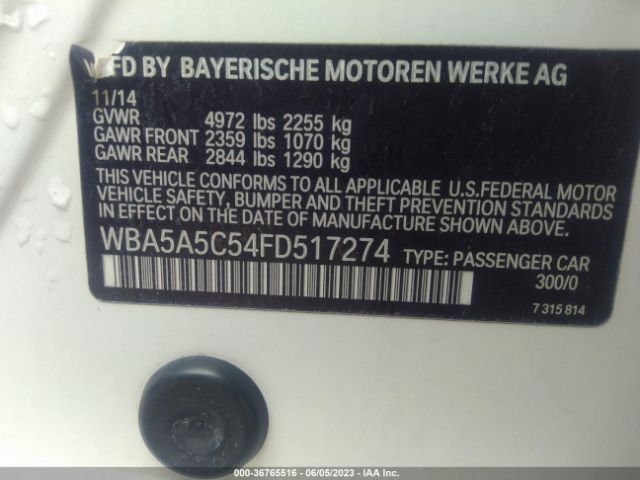 MFD BY BAYERISCHE MOTOREN WERKE AG
11/14
GVWR 4972 lbs 2255 kg
GAWR FRONT 2359 lbs 1070 kg
GAWR REAR 2844 lbs 1290 kg
THIS VEHICLE CONFORMS TO ALL APPLICABLE U.S.FEDERAL MOTOR
VEHICLE SAFETY, BUMPER AND THEFT PREVENTION STANDARDS
IN EFFECT ON THE DATE OF MANUFACTURE SHOWN ABOVE.
WBA5A5C54FD517274 TYPE: PASSENGER CAR
300/0
7 315 814
000-36765516 - 06/05/2023 - IAA Inc.